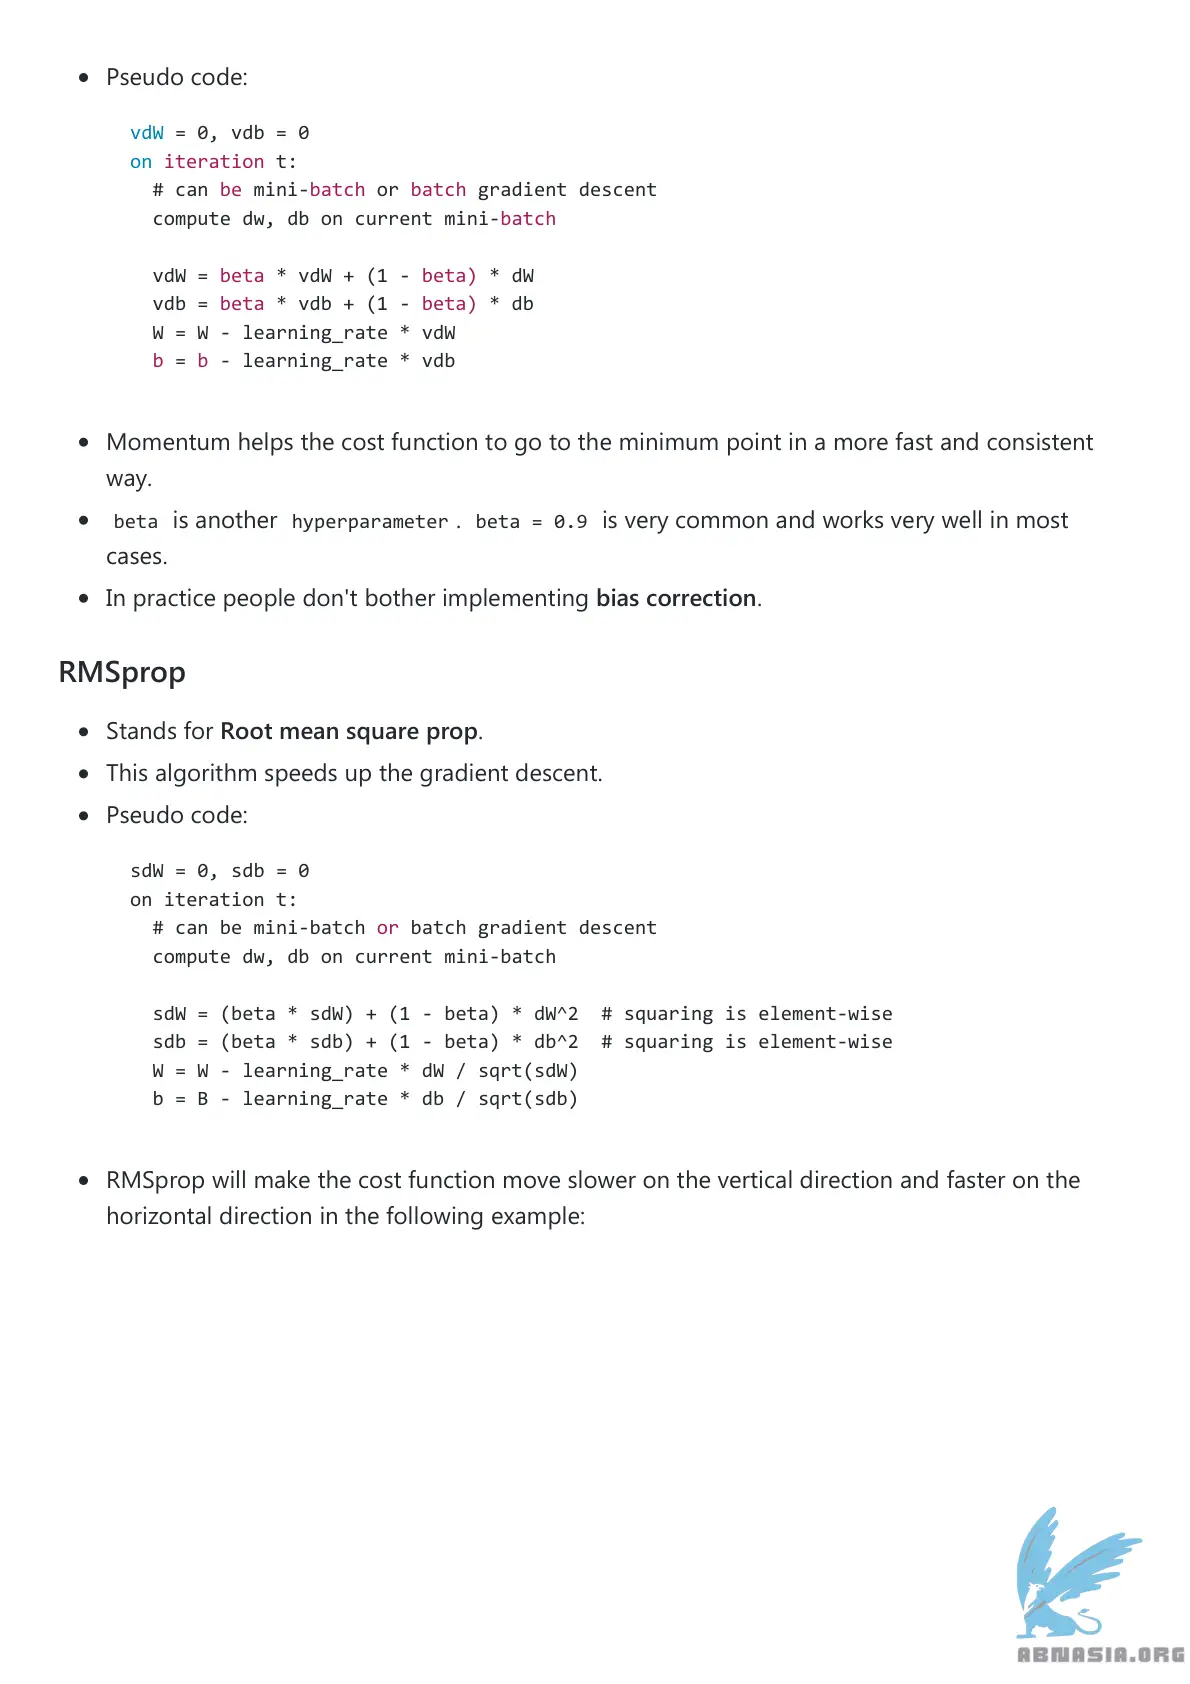 Pseudo code:
vdW = 0, vdb = 0
on iteration t:
# can be mini-batch or batch gradient descent
compute dw, db on current mini-batch
vdW = beta * vdW + (1 - beta) * dW
vdb = beta * vdb + (1 - beta) * db
W = W - learning_rate * vdW
b = b - learning_rate * vdb
Momentum helps the cost function to go to the minimum point in a more fast and consistent
way.
beta is another hyperparameter . beta = 0.9 is very common and works very well in most
cases.
In practice people don't bother implementing bias correction.
RMSprop
Stands for Root mean square prop.
This algorithm speeds up the gradient descent.
Pseudo code:
sdW = 0, sdb = 0
on iteration t:
# can be mini-batch or batch gradient descent
compute dw, db on current mini-batch
sdW = (beta * sdW) + (1 - beta) * dW^2  # squaring is element-wise
sdb = (beta * sdb) + (1 - beta) * db^2  # squaring is element-wise
W = W - learning_rate * dW / sqrt(sdW)
b = B - learning_rate * db / sqrt(sdb)
RMSprop will make the cost function move slower on the vertical direction and faster on the
horizontal direction in the following example:
ABNASIA.ORG